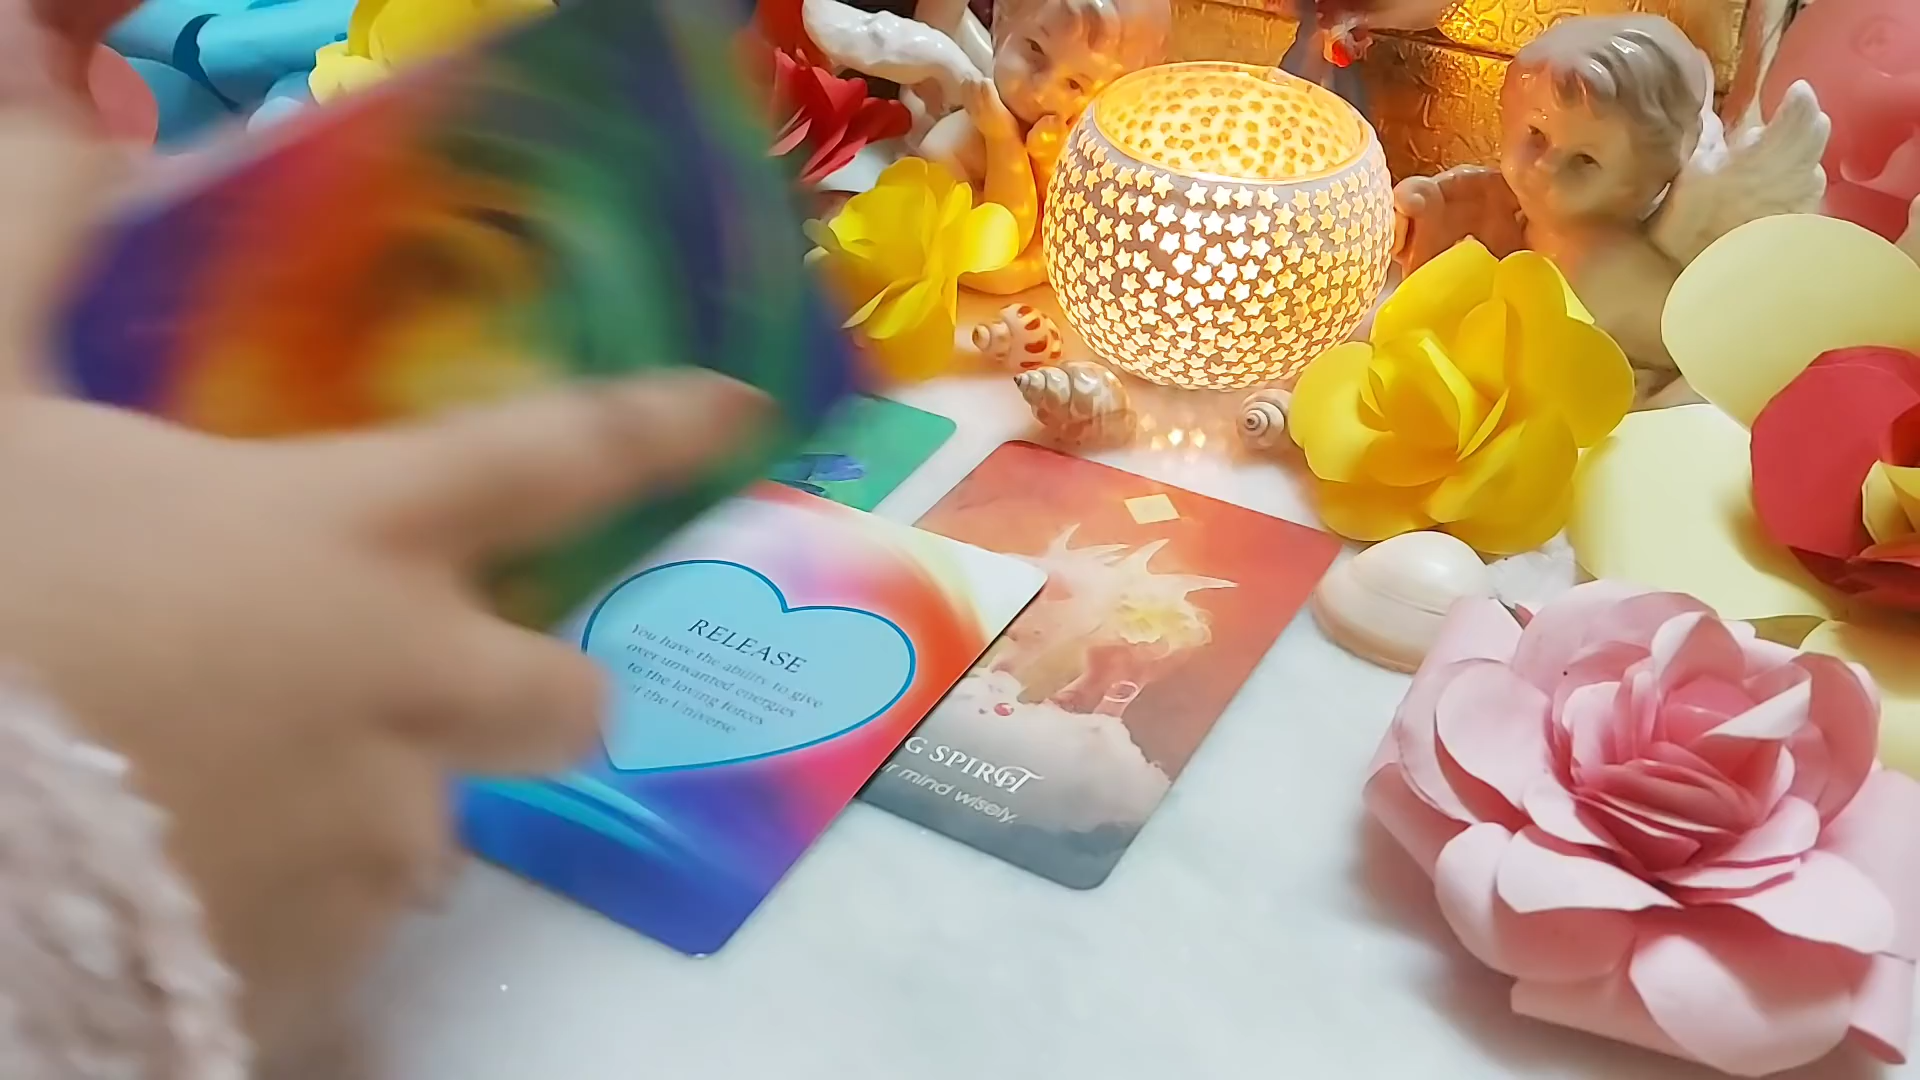 RELEASE
You have the ability to give
over unwanted energies
to the loving forces
of the Universe
G SPIRIT
r mind wisely.